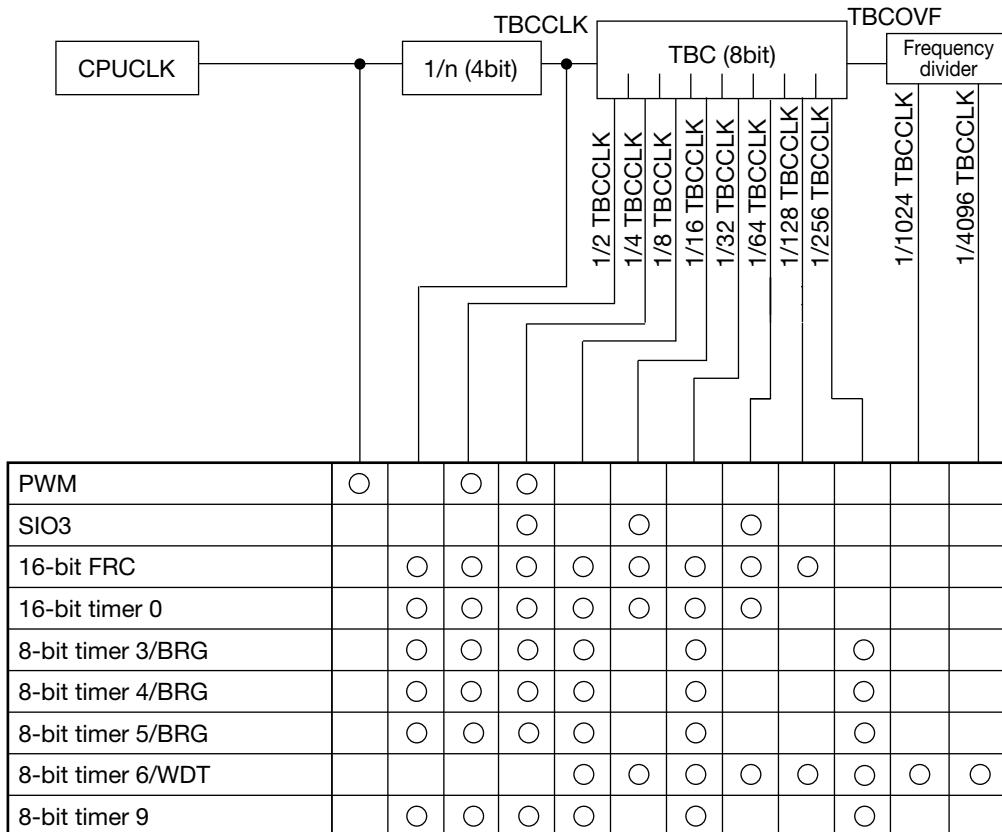 TBCCLK
TBCOVF
CPUCLK
1/n (4bit)
TBC (8bit)
Frequency
divider
1/2 TBCCLK
1/4 TBCCLK
1/8 TBCCLK
1/16 TBCCLK
1/32 TBCCLK
1/64 TBCCLK
1/128 TBCCLK
1/256 TBCCLK
1/1024 TBCCLK
1/4096 TBCCLK
PWM
SIO3
16-bit FRC
16-bit timer 0
8-bit timer 3/BRG
8-bit timer 4/BRG
8-bit timer 5/BRG
8-bit timer 6/WDT
8-bit timer 9